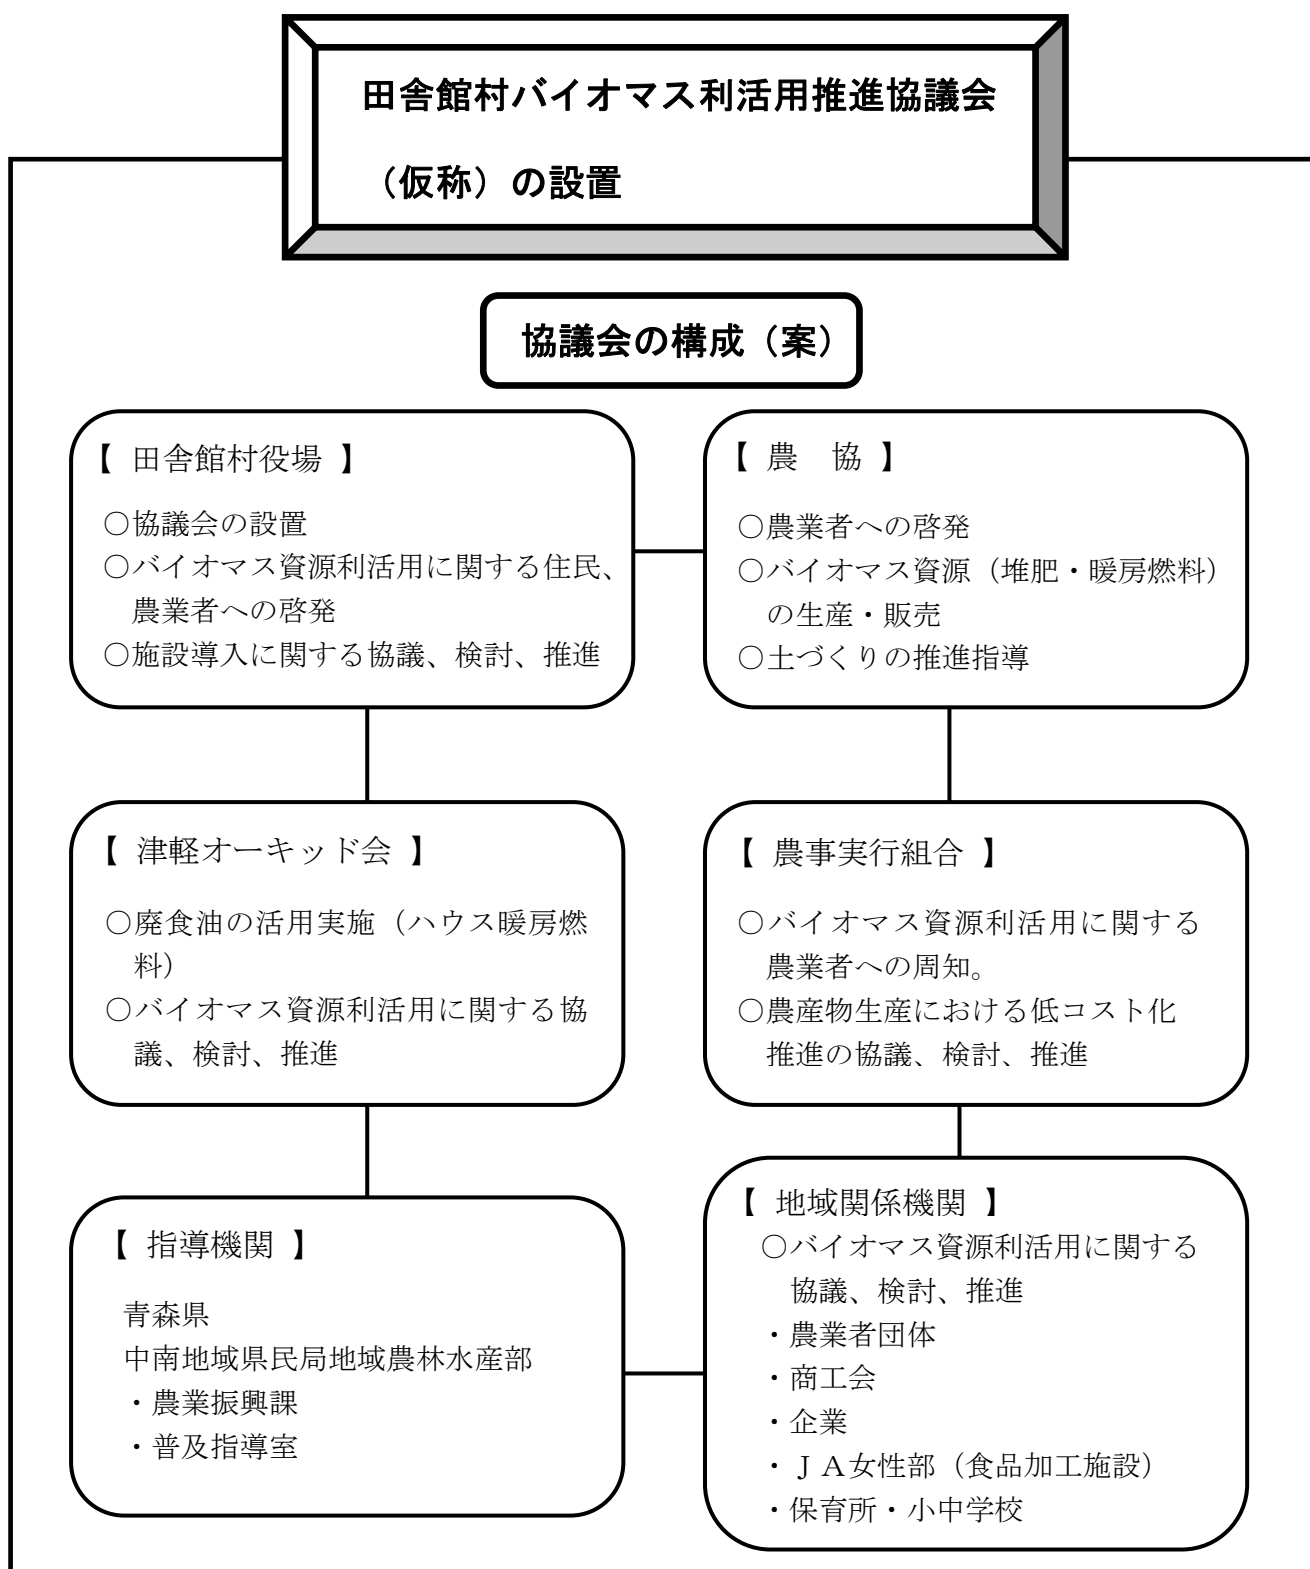 田舎館村バイオマス利活用推進協議会
（仮称）の設置
協議会の構成（案）
【 田舎館村役場 】
○協議会の設置
○バイオマス資源利活用に関する住民、
農業者への啓発
○施設導入に関する協議、検討、推進
【 農　協 】
○農業者への啓発
○バイオマス資源（堆肥・暖房燃料）
の生産・販売
○土づくりの推進指導
【 津軽オーキッド会 】
○廃食油の活用実施（ハウス暖房燃
料）
○バイオマス資源利活用に関する協
議、検討、推進
【 農事実行組合 】
○バイオマス資源利活用に関する
農業者への周知。
○農産物生産における低コスト化
推進の協議、検討、推進
【 指導機関 】
青森県
中南地域県民局地域農林水産部
・農業振興課
・普及指導室
【 地域関係機関 】
○バイオマス資源利活用に関する
協議、検討、推進
・農業者団体
・商工会
・企業
・ＪＡ女性部（食品加工施設）
・保育所・小中学校